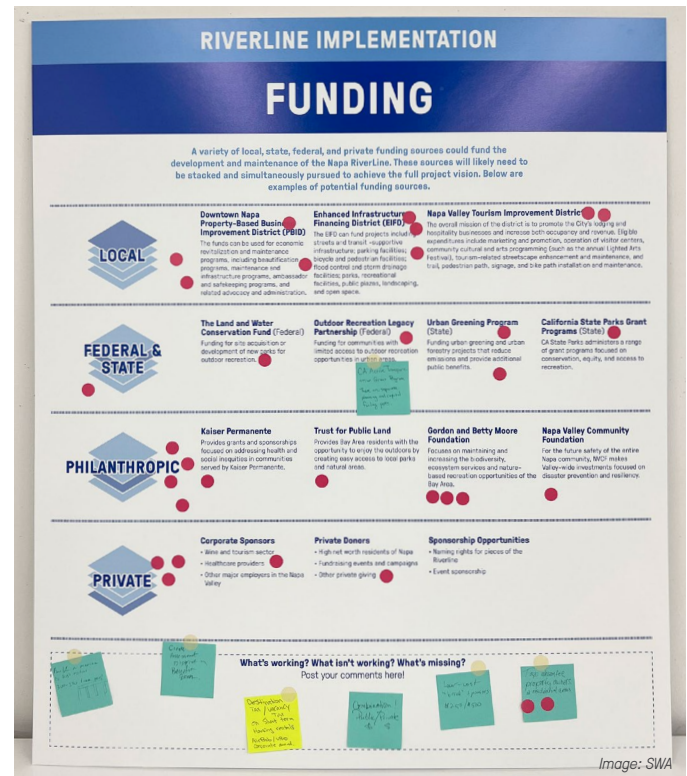 RIVERLINE IMPLEMENTATION
FUNDING
A variety of local, state, federal, and private funding sources could fund the
development and maintenance of the Napa RiverLine. These sources will likely need to
be stacked and simultaneously pursued to achieve the full project vision. Below are
examples of potential funding sources.
LOCAL
Downtown Napa
Property-Based Business
Improvement District (PBID)
The funds can be used for economic
revitalization and maintenance
programs, including beautification
programs, maintenance and
infrastructure programs, ambassador
and safekeeping programs, and
related advocacy and administration.
Enhanced Infrastructure
Financing District (EIFD)
The EIFD can fund projects including
streets and transit -supportive
infrastructure; parking facilities;
bicycle and pedestrian facilities;
flood control and storm drainage
facilities; parks, recreational
facilities, public plazas, landscaping,
and open space.
Napa Valley Tourism Improvement District
The overall mission of the district is to promote the City's lodging and
hospitality businesses and increase both occupancy and revenue. Eligible
expenditures include marketing and promotion, operation of visitor centers,
community cultural and arts programming (such as the annual Lighted Arts
Festival), tourism-related streetscape enhancement and maintenance, and
trail, pedestrian path, signage, and bike path installation and maintenance.
FEDERAL &
STATE
The Land and Water
Conservation Fund (Federal)
Funding for site acquisition or
development of new parks for
outdoor recreation.
Outdoor Recreation Legacy
Partnership (Federal)
Funding for communities with
limited access to outdoor recreation
opportunities in urban areas.
CA
Urban Greening Program
(State)
Funding urban greening and urban
forestry projects that reduce
emissions and provide additional
public benefits.
California State Parks Grant
Programs (State)
CA State Parks administers a range
of grant programs focused on
conservation, equity, and access to
recreation.
PHILANTHROPIC
Kaiser Permanente
Provides grants and sponsorships
focused on addressing health and
social inequities in communities
served by Kaiser Permanente.
Trust for Public Land
Provides Bay Area residents with the
opportunity to enjoy the outdoors by
creating easy access to local parks
and natural areas.
Gordon and Betty Moore
Foundation
Focuses on maintaining and
increasing the biodiversity,
ecosystem services and nature-
based recreation opportunities of the
Bay Area.
Napa Valley Community
Foundation
For the future safety of the entire
Napa community, NVCF makes
Valley-wide investments focused on
disaster prevention and resiliency.
PRIVATE
Corporate Sponsors
• Wine and tourism sector
• Healthcare providers
• Other major employers in the Napa
Valley
Private Donors
• High net worth residents of Napa
• Fundraising events and campaigns
• Other private giving
Sponsorship Opportunities
• Naming rights for pieces of the
Riverline
• Event sponsorship
What's working? What isn't working? What's missing?
Post your comments here!
Destination
Tax / Vacancy
Tax
on Short term
housing rentals
Combination!
Public/Private
Image: SWA